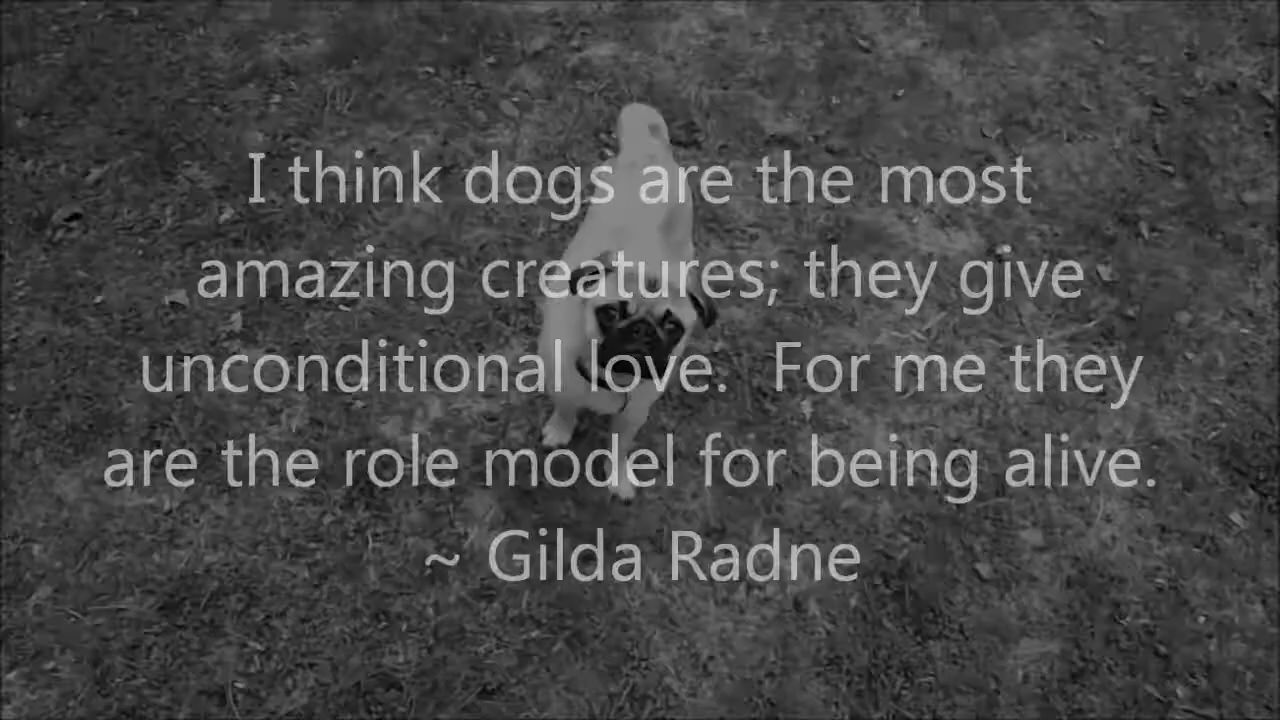 I think dogs are the most
amazing creatures; they give
unconditional love.  For me they
are the role model for being alive.
~ Gilda Radne